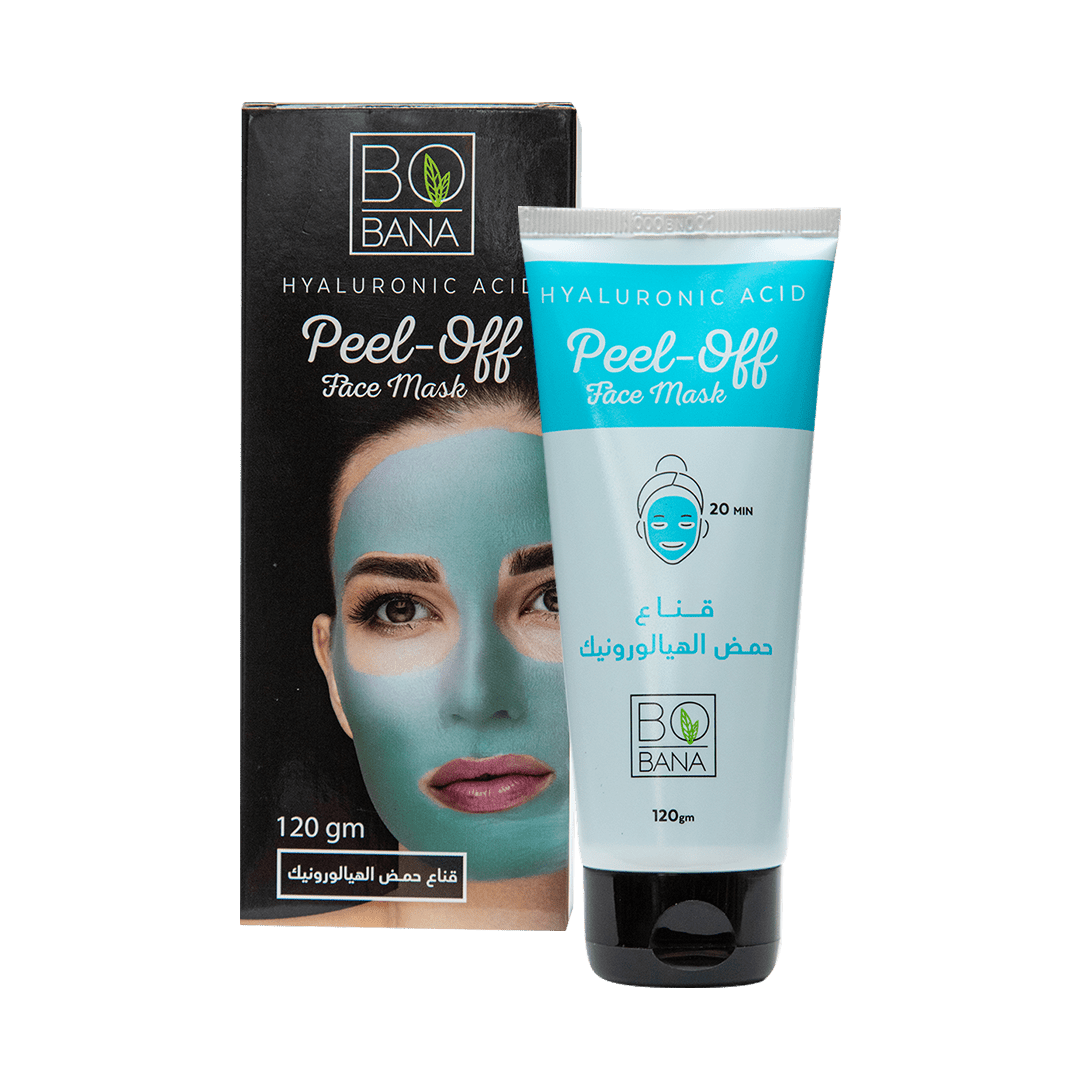 BO
BANA
HYALURONIC ACID
Peel-Off
Face Mask
120 gm
قناع حمض الهيالورونيك
HYALURONIC ACID
Peel-Off
Face Mask
20 MIN
قناع
حمض الهيالورونيك
BO
BANA
120gm